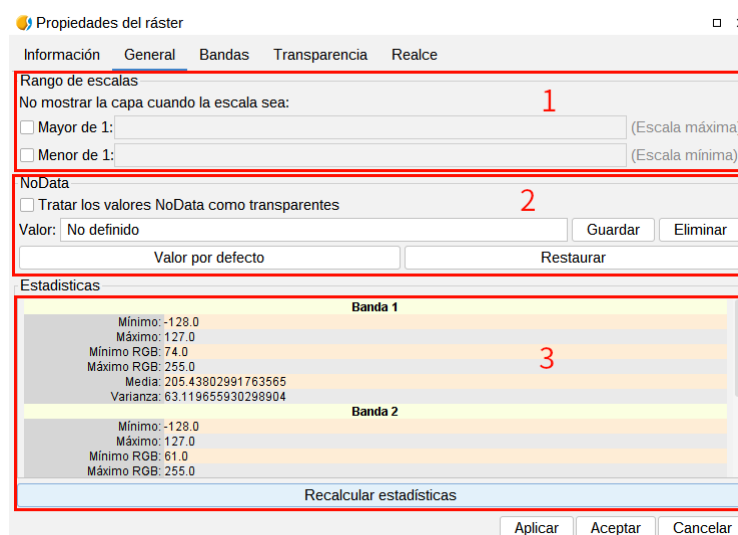 Propiedades del ráster
Información General Bandas Transparencia Realce
Rango de escalas
No mostrar la capa cuando la escala sea:
1
Mayor de 1: (Escala máxima)
Menor de 1: (Escala mínima)
NoData
Tratar los valores NoData como transparentes
2
Valor: No definido Guardar Eliminar
Valor por defecto Restaurar
Estadisticas
Banda 1
Mínimo: -128.0
Máximo: 127.0
Mínimo RGB: 74.0
3
Máximo RGB: 255.0
Media: 205.43802991763565
Varianza: 63.119655930298904
Banda 2
Mínimo: -128.0
Máximo: 127.0
Mínimo RGB: 61.0
Máximo RGB: 255.0
Recalcular estadísticas
Aplicar Aceptar Cancelar